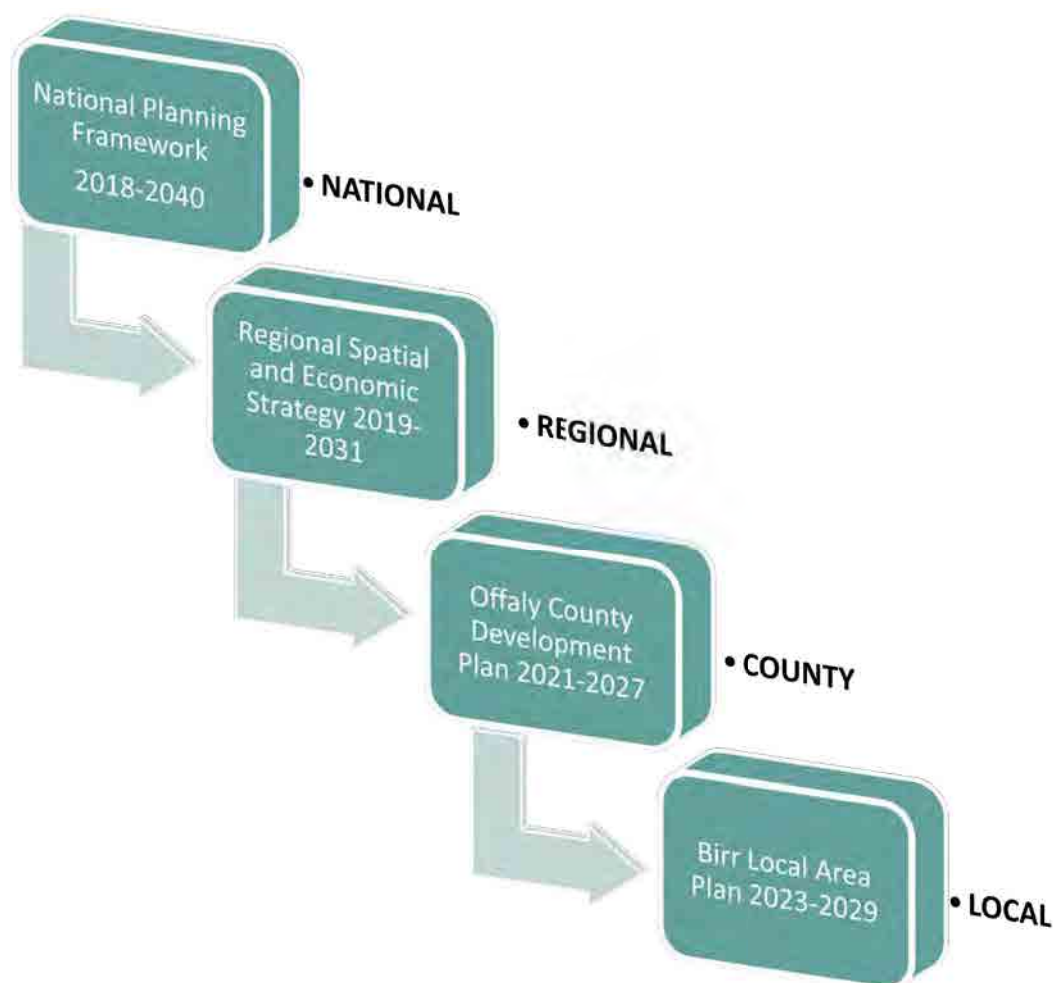 National Planning
Framework
2018-2040
• NATIONAL
Regional Spatial
and Economic
Strategy 2019-
2031
• REGIONAL
Offaly County
Development
Plan 2021-2027
• COUNTY
Birr Local Area
Plan 2023-2029
• LOCAL